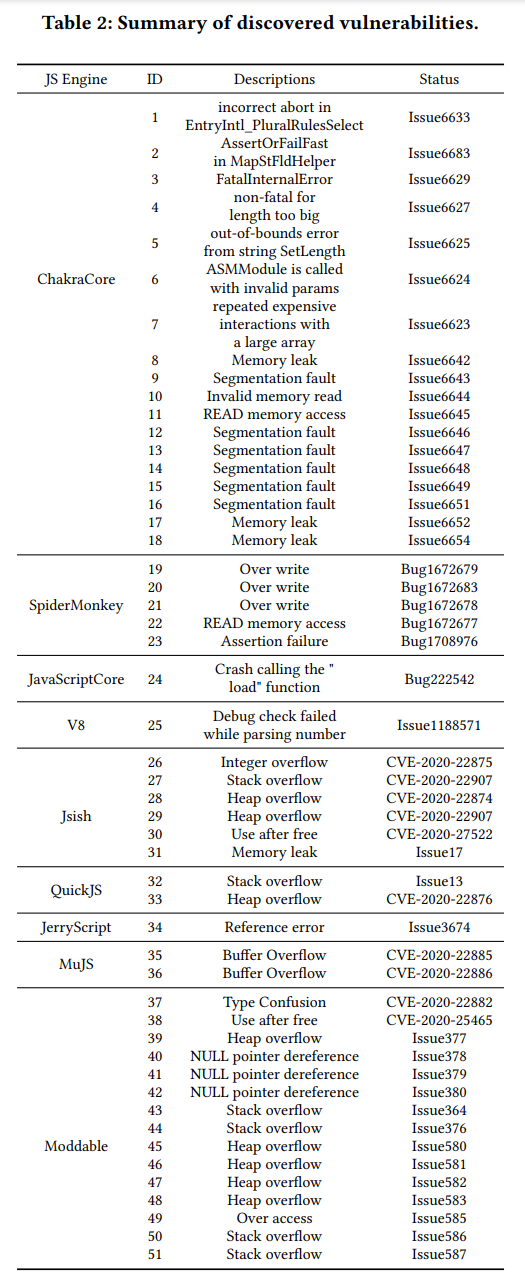 Table 2: Summary of discovered vulnerabilities.
JS Engine ID Descriptions Status
ChakraCore
1 incorrect abort in
EntryIntl_PluralRulesSelect Issue6633
2 AssertOrFailFast
in MapStFldHelper Issue6683
3 FatalInternalError Issue6629
4 non-fatal for
length too big Issue6627
5 out-of-bounds error
from string SetLength Issue6625
6 ASMModule is called
with invalid params Issue6624
7 repeated expensive
interactions with
a large array Issue6623
8 Memory leak Issue6642
9 Segmentation fault Issue6643
10 Invalid memory read Issue6644
11 READ memory access Issue6645
12 Segmentation fault Issue6646
13 Segmentation fault Issue6647
14 Segmentation fault Issue6648
15 Segmentation fault Issue6649
16 Segmentation fault Issue6651
17 Memory leak Issue6652
18 Memory leak Issue6654
SpiderMonkey
19 Over write Bug1672679
20 Over write Bug1672683
21 Over write Bug1672678
22 READ memory access Bug1672677
23 Assertion failure Bug1708976
JavaScriptCore 24 Crash calling the "
load" function Bug222542
V8 25 Debug check failed
while parsing number Issue1188571
Jsish
26 Integer overflow CVE-2020-22875
27 Stack overflow CVE-2020-22907
28 Heap overflow CVE-2020-22874
29 Heap overflow CVE-2020-22907
30 Use after free CVE-2020-27522
31 Memory leak Issue17
QuickJS
32 Stack overflow Issue13
33 Heap overflow CVE-2020-22876
JerryScript 34 Reference error Issue3674
MuJS
35 Buffer Overflow CVE-2020-22885
36 Buffer Overflow CVE-2020-22886
Moddable
37 Type Confusion CVE-2020-22882
38 Use after free CVE-2020-25465
39 Heap overflow Issue377
40 NULL pointer dereference Issue378
41 NULL pointer dereference Issue379
42 NULL pointer dereference Issue380
43 Stack overflow Issue364
44 Stack overflow Issue376
45 Heap overflow Issue580
46 Heap overflow Issue581
47 Heap overflow Issue582
48 Heap overflow Issue583
49 Over access Issue585
50 Stack overflow Issue586
51 Stack overflow Issue587